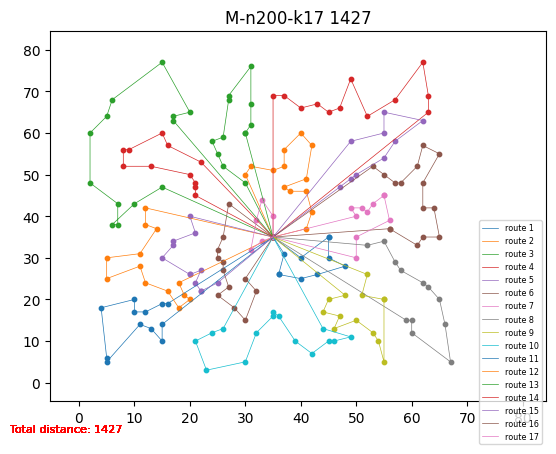 M-n200-k17 1427
80
70
60
50
40
30
20
10
0
0 10 20 30 40 50 60 70 80
route 1
route 2
route 3
route 4
route 5
route 6
route 7
route 8
route 9
route 10
route 11
route 12
route 13
route 14
route 15
route 16
route 17
Total distance: 1427